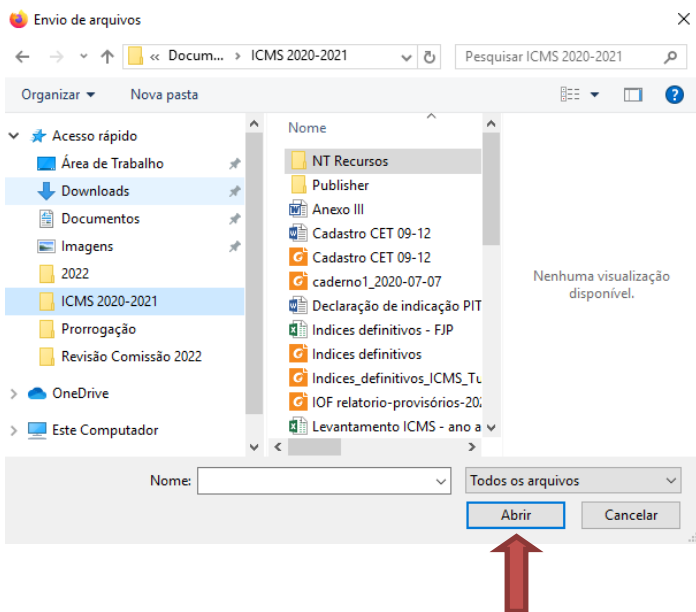 Envio de arquivos
« Docum... › ICMS 2020-2021
Pesquisar ICMS 2020-2021
Organizar
Nova pasta
Acesso rápido
Área de Trabalho
Downloads
Documentos
Imagens
2022
ICMS 2020-2021
Prorrogação
Revisão Comissão 2022
OneDrive
Este Computador
Nome
NT Recursos
Publisher
Anexo III
Cadastro CET 09-12
Cadastro CET 09-12
caderno1_2020-07-07
Declaração de indicação PIT
Indices definitivos - FJP
Indices definitivos
Indices_definitivos_ICMS_Tu
IOF relatorio-provisórios-202
Levantamento ICMS - ano a
Nenhuma visualização
disponível.
Nome:
Todos os arquivos
Abrir
Cancelar